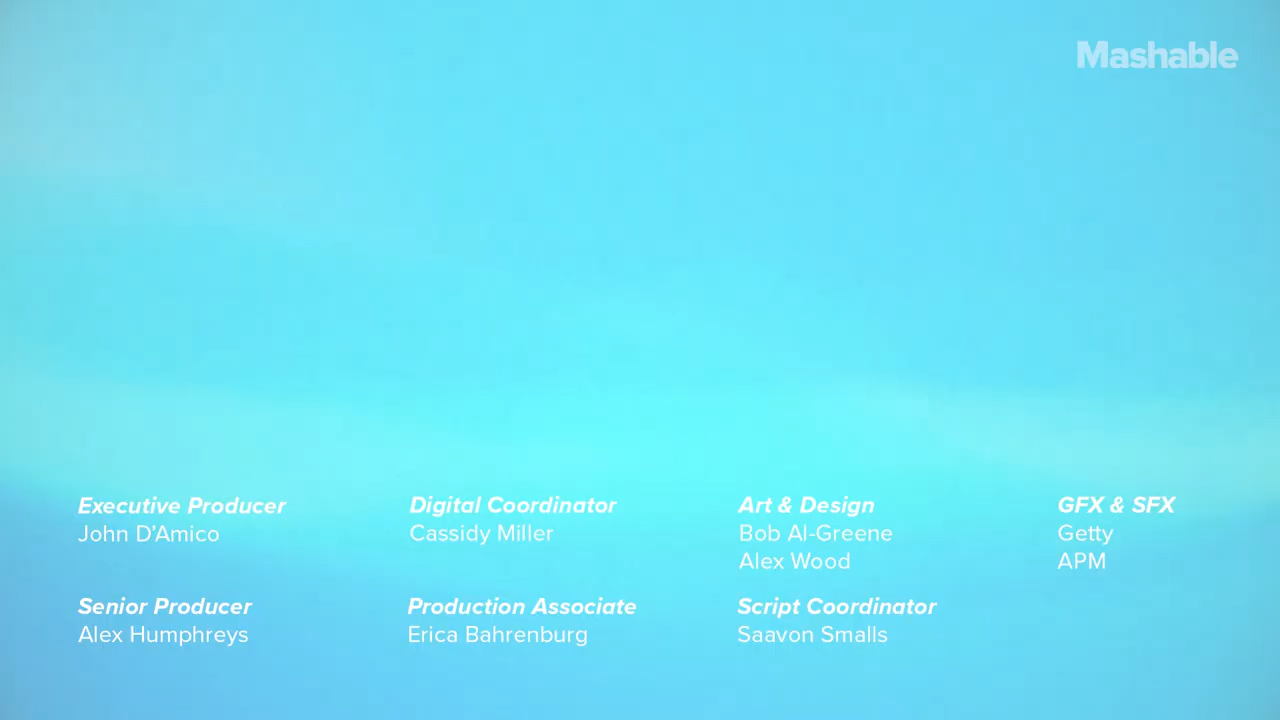 Mashable
Executive Producer
John D'Amico
Digital Coordinator
Cassidy Miller
Art & Design
Bob Al-Greene
Alex Wood
GFX & SFX
Getty
APM
Senior Producer
Alex Humphreys
Production Associate
Erica Bahrenburg
Script Coordinator
Saavon Smalls